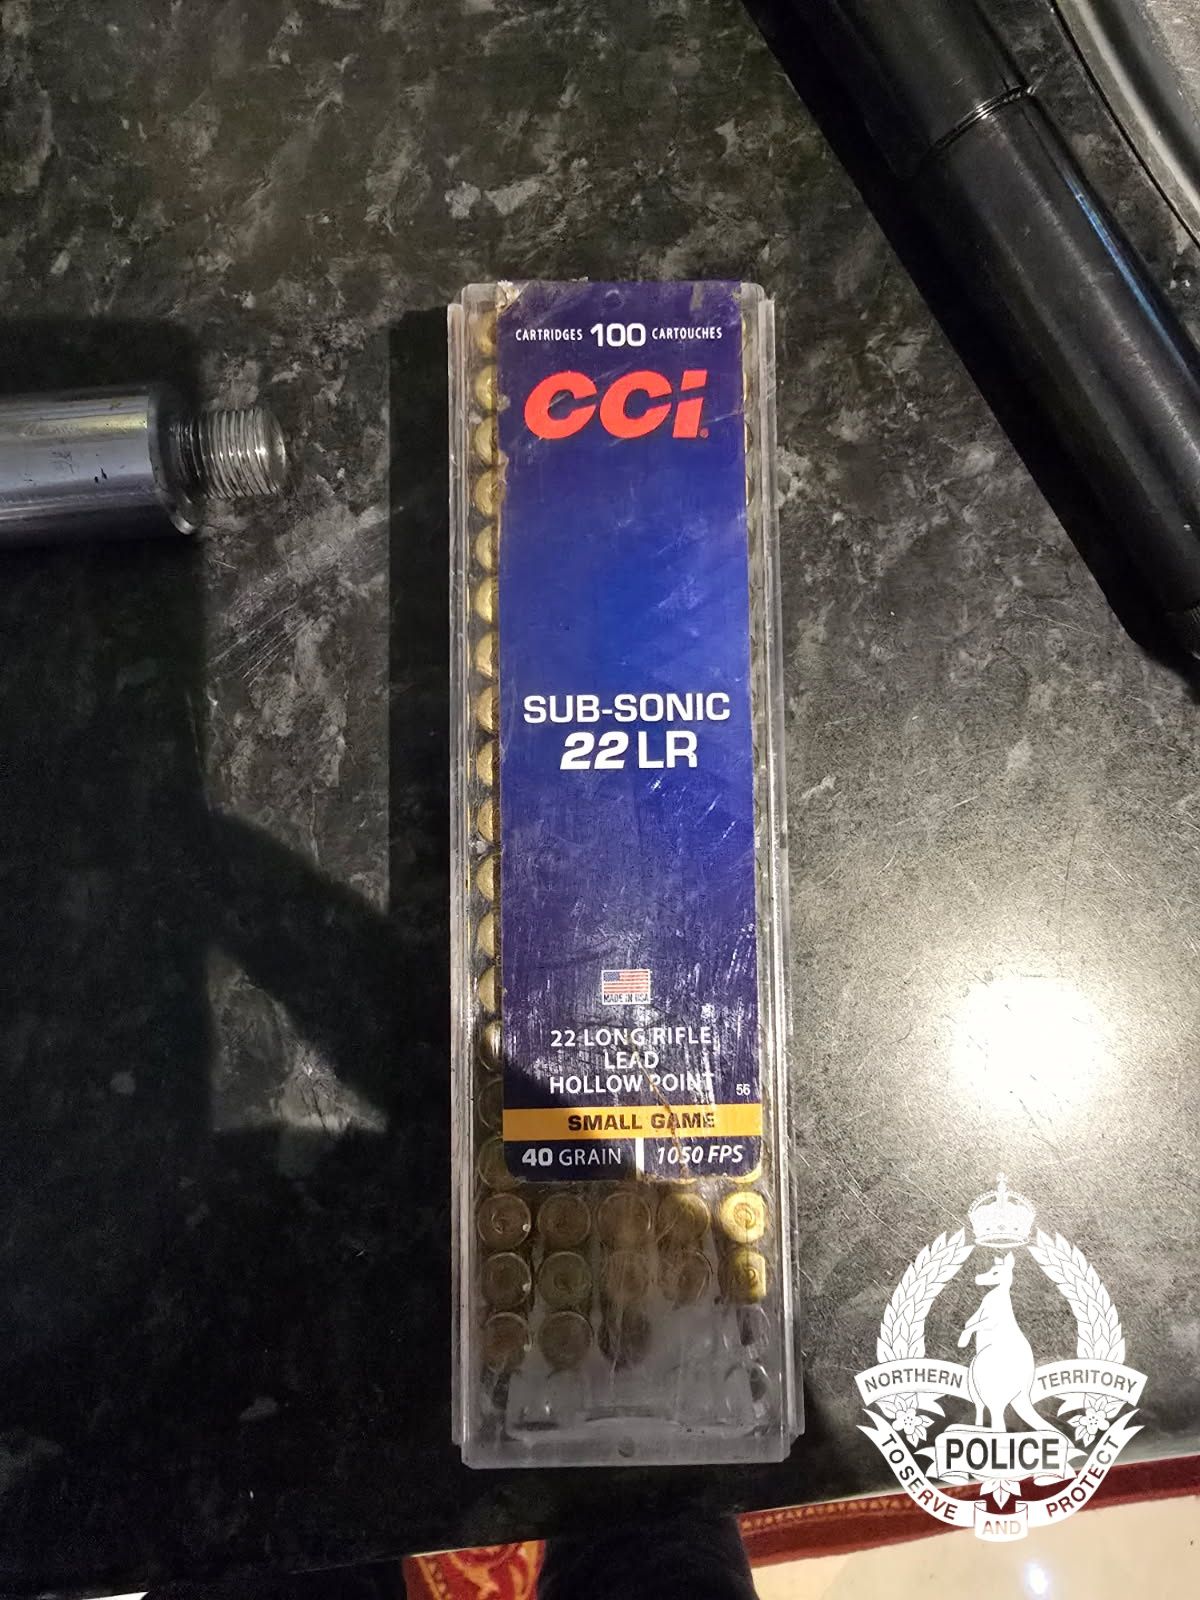 CARTRIDGES 100 CARTOUCHES
CCi
SUB-SONIC
22 LR
MADE IN USA
22 LONG RIFLE
LEAD
HOLLOW POINT
56
SMALL GAME
40 GRAIN 1050 FPS
NORTHERN TERRITORY
POLICE
TO SERVE AND PROTECT